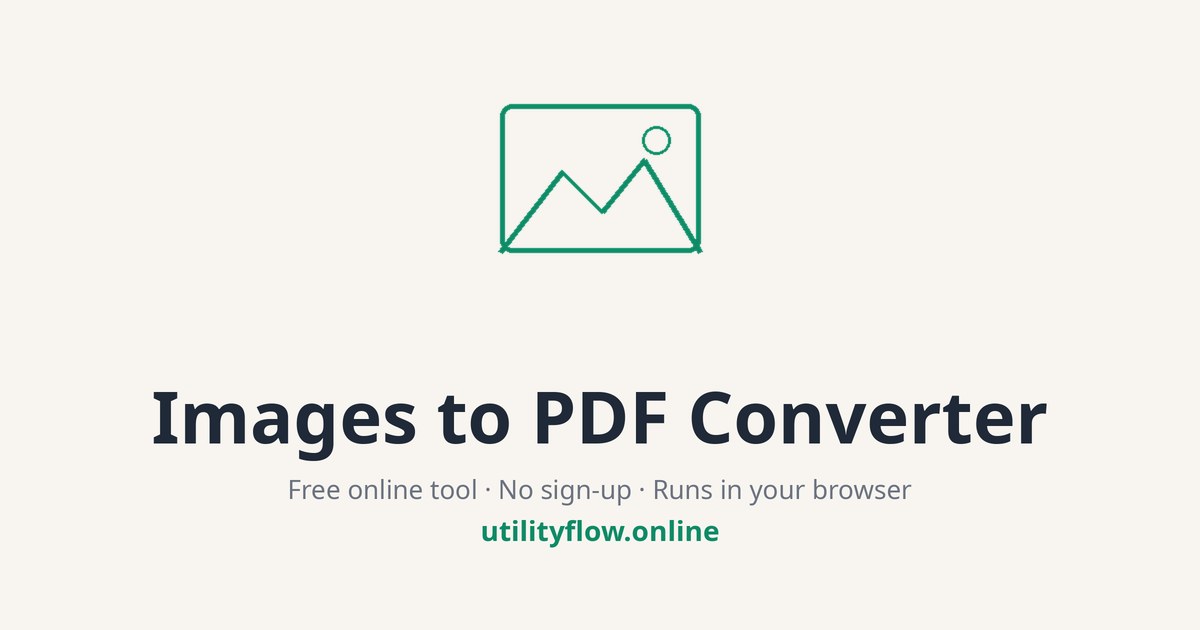 Images to PDF Converter
Free online tool · No sign-up · Runs in your browser
utilityflow.online